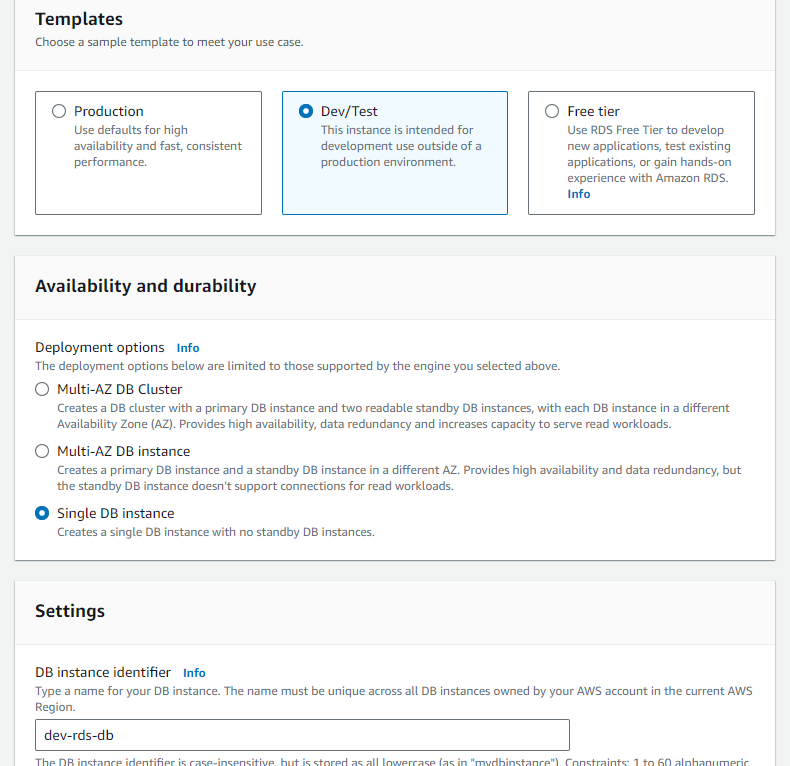 Templates
Choose a sample template to meet your use case.
Production
Use defaults for high
availability and fast, consistent
performance.
Dev/Test
This instance is intended for
development use outside of a
production environment.
Free tier
Use RDS Free Tier to develop
new applications, test existing
applications, or gain hands-on
experience with Amazon RDS.
Info
Availability and durability
Deployment options Info
The deployment options below are limited to those supported by the engine you selected above.
Multi-AZ DB Cluster
Creates a DB cluster with a primary DB instance and two readable standby DB instances, with each DB instance in a different
Availability Zone (AZ). Provides high availability, data redundancy and increases capacity to serve read workloads.
Multi-AZ DB instance
Creates a primary DB instance and a standby DB instance in a different AZ. Provides high availability and data redundancy, but
the standby DB instance doesn't support connections for read workloads.
Single DB instance
Creates a single DB instance with no standby DB instances.
Settings
DB instance identifier Info
Type a name for your DB instance. The name must be unique across all DB instances owned by your AWS account in the current AWS
Region.
dev-rds-db
The DB instance identifier is case-insensitive, but is stored as all lowercase (as in "mydbinstance"). Constraints: 1 to 60 alphanumeric